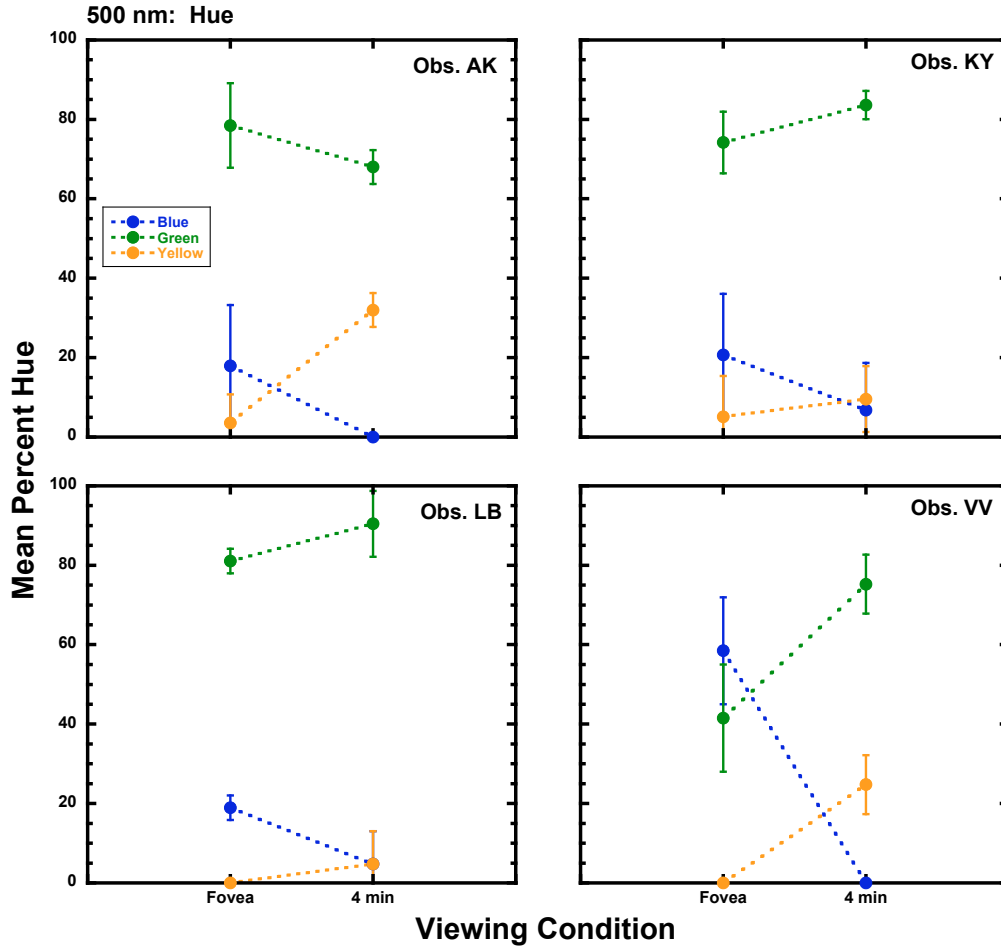 500 nm: Hue
100
80
60
40
20
0
Obs. AK
Blue
Green
Yellow
Obs. KY
100
80
60
40
20
0
Obs. LB
Obs. VV
Fovea
4 min
Fovea
4 min
Mean Percent Hue
Viewing Condition